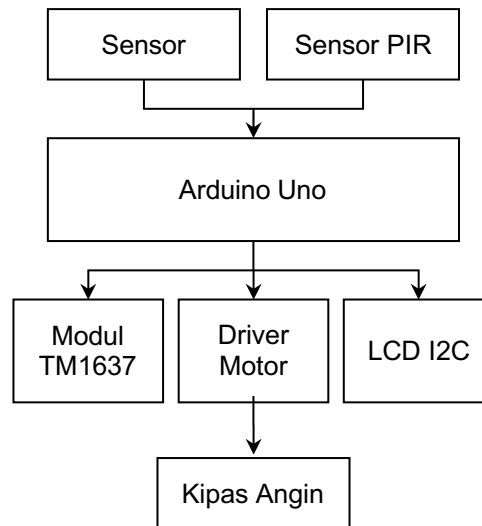 Sensor
Sensor PIR
Arduino Uno
Modul
TM1637
Driver
Motor
LCD I2C
Kipas Angin